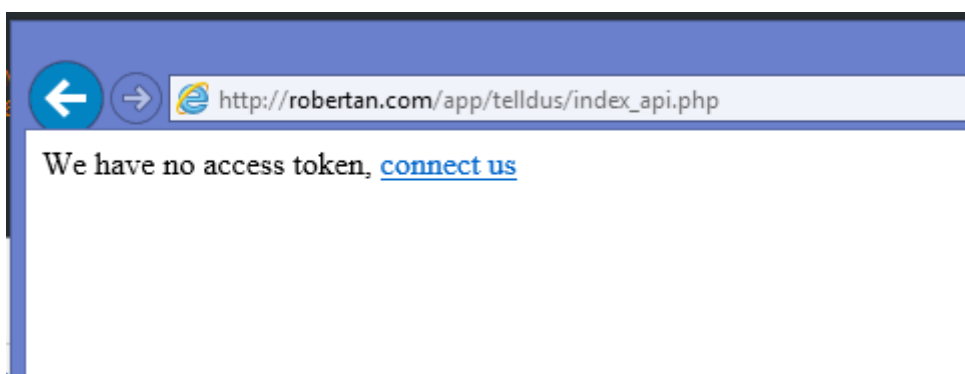 http://robertan.com/app/telldus/index_api.php
We have no access token, connect us